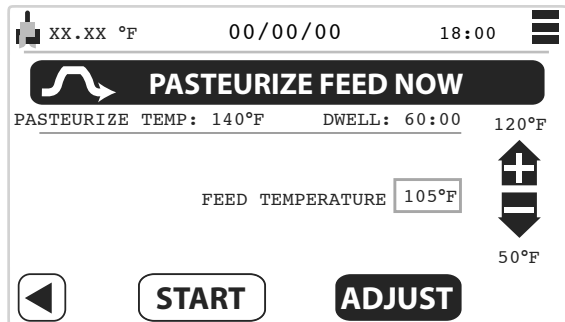 XX.XX °F 00/00/00 18:00
PASTEURIZE FEED NOW
PASTEURIZE TEMP: 140°F DWELL: 60:00
120°F
FEED TEMPERATURE 105°F
50°F
START ADJUST